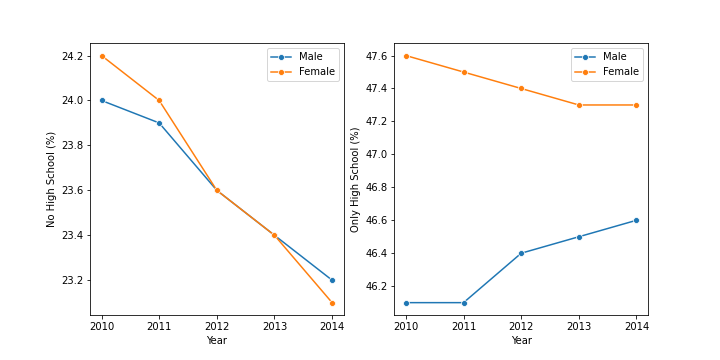 No High School (%)
24.2
24.0
23.8
23.6
23.4
23.2
2010 2011 2012 2013 2014
Year
Male
Female
Only High School (%)
47.6
47.4
47.2
47.0
46.8
46.6
46.4
46.2
2010 2011 2012 2013 2014
Year
Male
Female